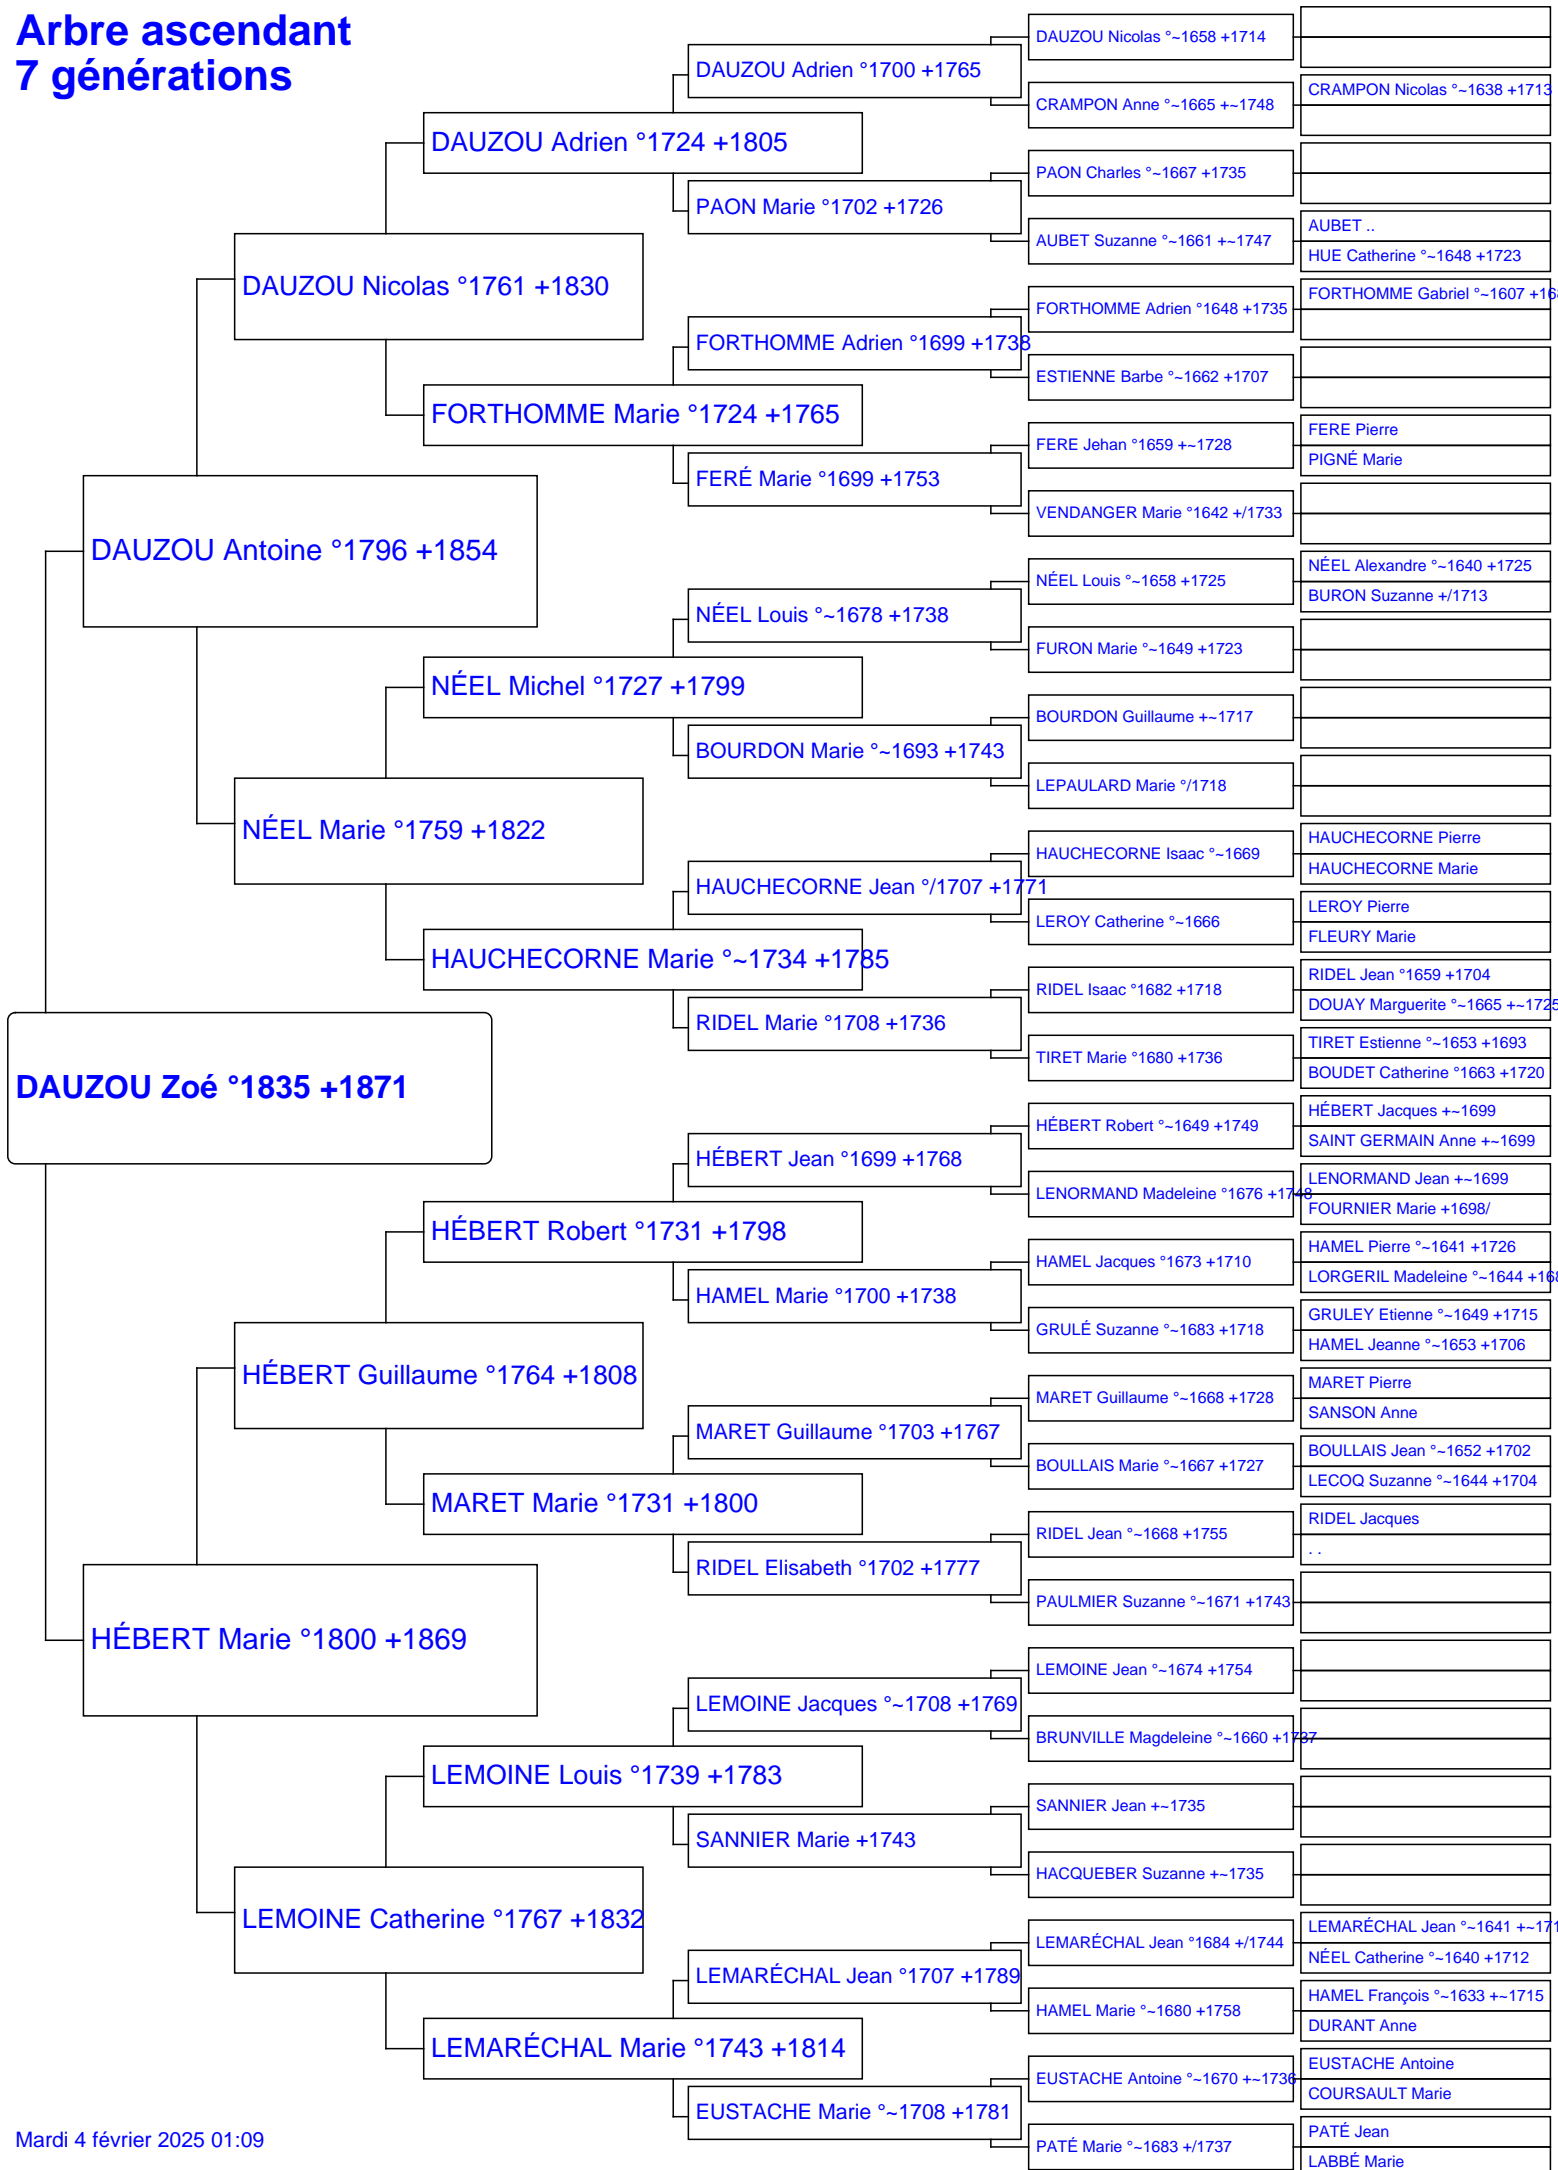 Arbre ascendant
7 générations
DAUZOU Zoé °1835 +1871
DAUZOU Antoine °1796 +1854
HÉBERT Marie °1800 +1869
DAUZOU Nicolas °1761 +1830
NÉEL Marie °1759 +1822
HÉBERT Guillaume °1764 +1808
LEMOINE Catherine °1767 +1832
DAUZOU Adrien °1724 +1805
FORTHOMME Marie °1724 +1765
NÉEL Michel °1727 +1799
HAUCHECORNE Marie °~1734 +1785
HÉBERT Robert °1731 +1798
MARET Marie °1731 +1800
LEMOINE Louis °1739 +1783
LEMARÉCHAL Marie °1743 +1814
DAUZOU Adrien °1700 +1765
PAON Marie °1702 +1726
FORTHOMME Adrien °1699 +1738
FERÉ Marie °1699 +1753
NÉEL Louis °~1678 +1738
BOURDON Marie °~1693 +1743
HAUCHECORNE Jean °/1707 +1771
RIDEL Marie °1708 +1736
HÉBERT Jean °1699 +1768
HAMEL Marie °1700 +1738
MARET Guillaume °1703 +1767
RIDEL Elisabeth °1702 +1777
LEMOINE Jacques °~1708 +1769
SANNIER Marie +1743
LEMARÉCHAL Jean °1707 +1789
EUSTACHE Marie °~1708 +1781
DAUZOU Nicolas °~1658 +1714
CRAMPON Anne °~1665 +~1748
PAON Charles °~1667 +1735
AUBET Suzanne °~1661 +~1747
FORTHOMME Adrien °1648 +1735
ESTIENNE Barbe °~1662 +1707
FERE Jehan °1659 +~1728
VENDANGER Marie °1642 +/1733
NÉEL Louis °~1658 +1725
FURON Marie °~1649 +1723
BOURDON Guillaume +~1717
LEPAULARD Marie °/1718
HAUCHECORNE Isaac °~1669
LEROY Catherine °~1666
RIDEL Isaac °1682 +1718
TIRET Marie °1680 +1736
HÉBERT Robert °~1649 +1749
LENORMAND Madeleine °1676 +1748
HAMEL Jacques °1673 +1710
GRULÉ Suzanne °~1683 +1718
MARET Guillaume °~1668 +1728
BOULLAIS Marie °~1667 +1727
RIDEL Jean °~1668 +1755
PAULMIER Suzanne °~1671 +1743
LEMOINE Jean °~1674 +1754
BRUNVILLE Magdeleine °~1660 +1737
SANNIER Jean +~1735
HACQUEBER Suzanne +~1735
LEMARÉCHAL Jean °1684 +/1744
HAMEL Marie °~1680 +1758
EUSTACHE Antoine °~1670 +~1736
PATÉ Marie °~1683 +/1737
CRAMPON Nicolas °~1638 +1713
AUBET ..
HUE Catherine °~1648 +1723
FORTHOMME Gabriel °~1607 +168
FERE Pierre
PIGNÉ Marie
NÉEL Alexandre °~1640 +1725
BURON Suzanne +/1713
HAUCHECORNE Pierre
HAUCHECORNE Marie
LEROY Pierre
FLEURY Marie
RIDEL Jean °1659 +1704
DOUAY Marguerite °~1665 +~1725
TIRET Estienne °~1653 +1693
BOUDET Catherine °1663 +1720
HÉBERT Jacques +~1699
SAINT GERMAIN Anne +~1699
LENORMAND Jean +~1699
FOURNIER Marie +1698/
HAMEL Pierre °~1641 +1726
LORGERIL Madeleine °~1644 +168
GRULEY Etienne °~1649 +1715
HAMEL Jeanne °~1653 +1706
MARET Pierre
SANSON Anne
BOULLAIS Jean °~1652 +1702
LECOQ Suzanne °~1644 +1704
RIDEL Jacques
. .
LEMARÉCHAL Jean °~1641 +~171
NÉEL Catherine °~1640 +1712
HAMEL François °~1633 +~1715
DURANT Anne
EUSTACHE Antoine
COURSAULT Marie
PATÉ Jean
LABBÉ Marie
Mardi 4 février 2025 01:09